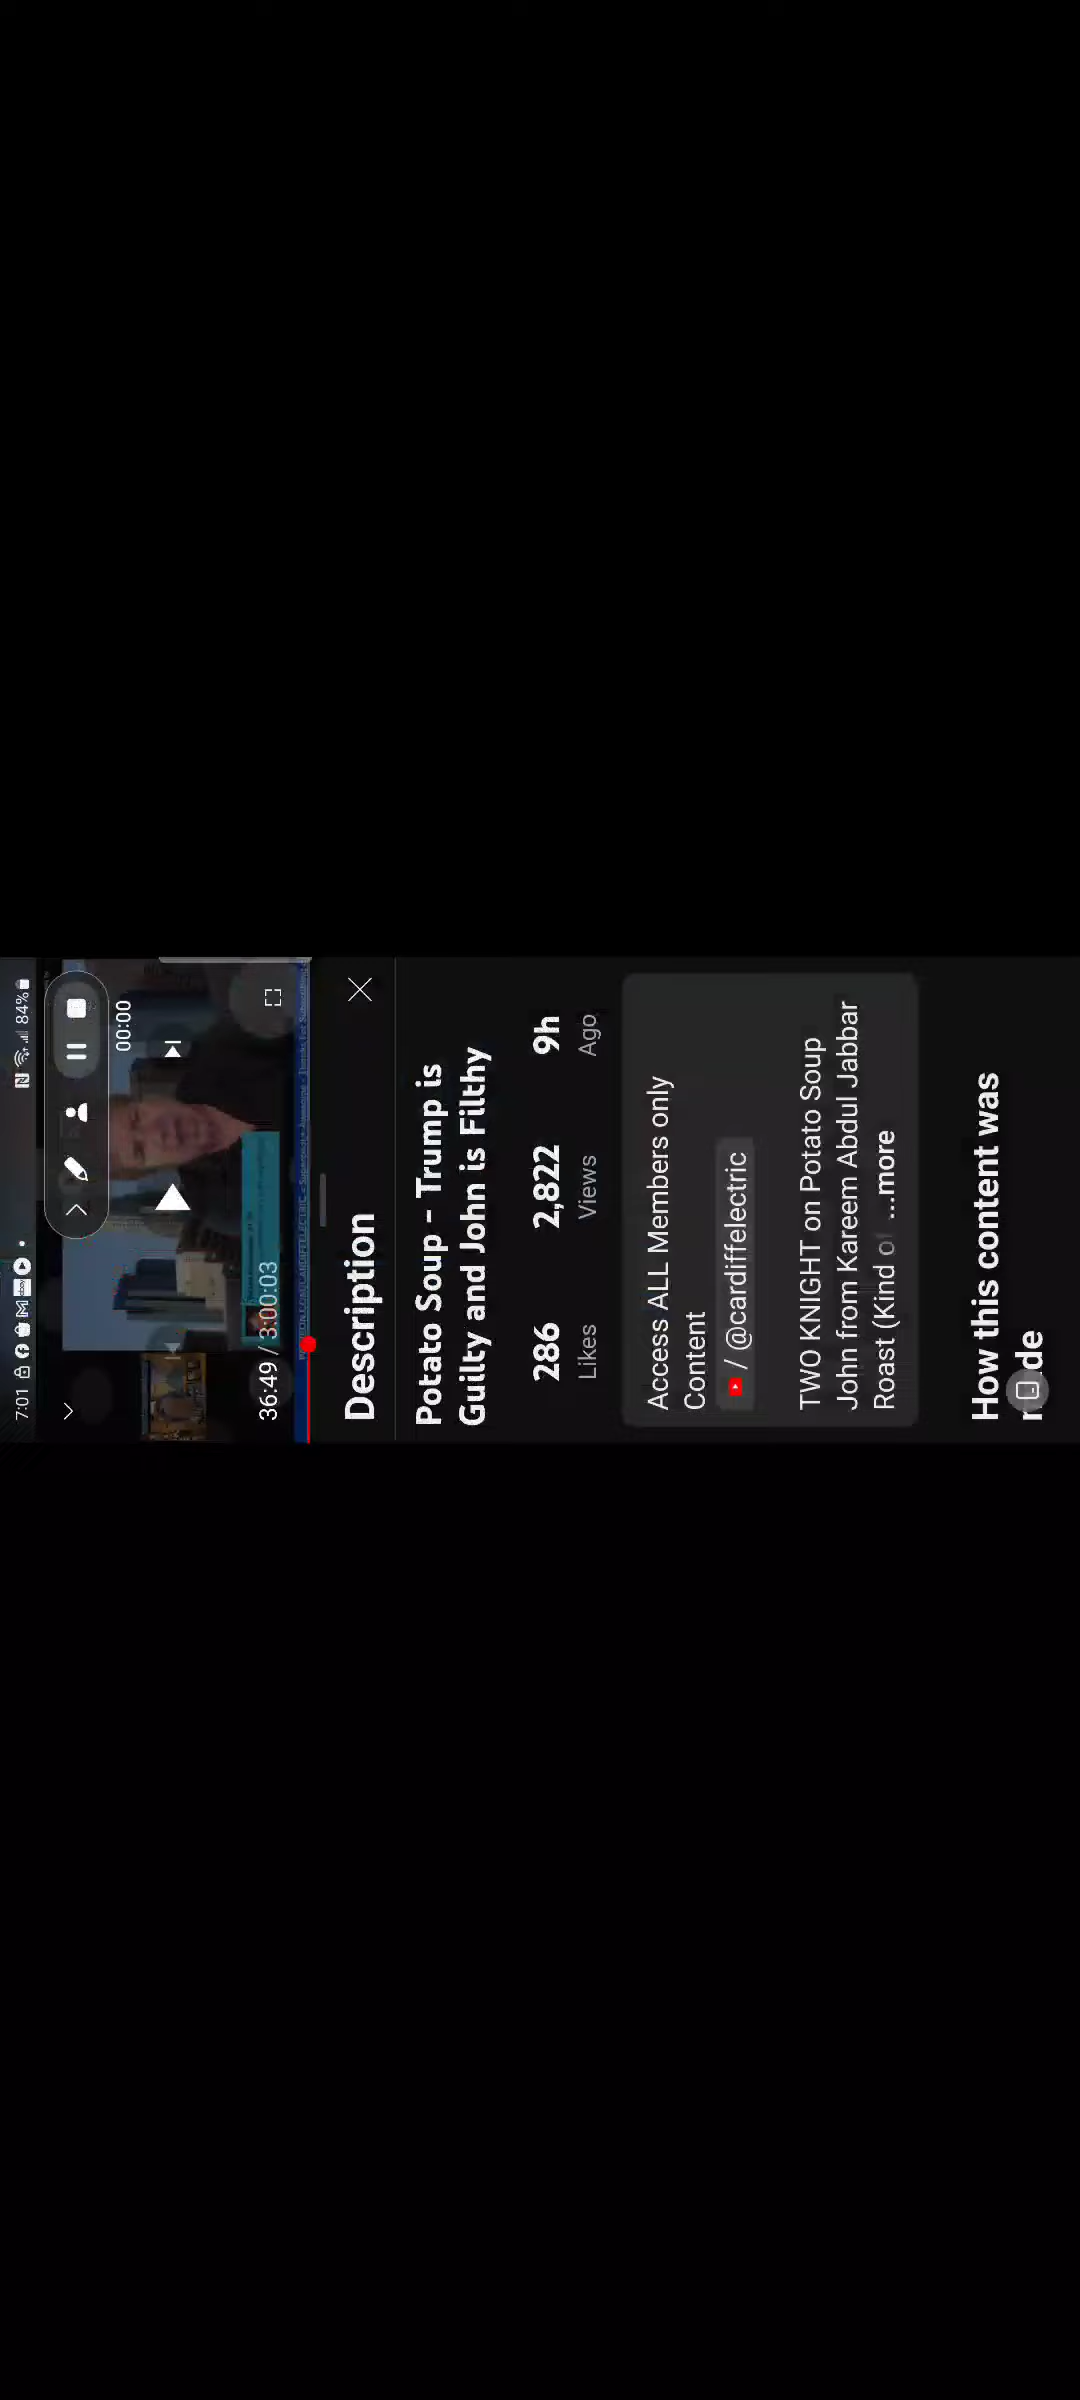 7:01
84%
00:00
36:49 / 3:00:03
Description
Potato Soup - Trump is
Guilty and John is Filthy
286
2,822
9h
Likes
Views
Ago
Access ALL Members only
Content
/ @cardiffelectric
TWO KNIGHT on Potato Soup
John from Kareem Abdul Jabbar
Roast (Kind of ...more
How this content was